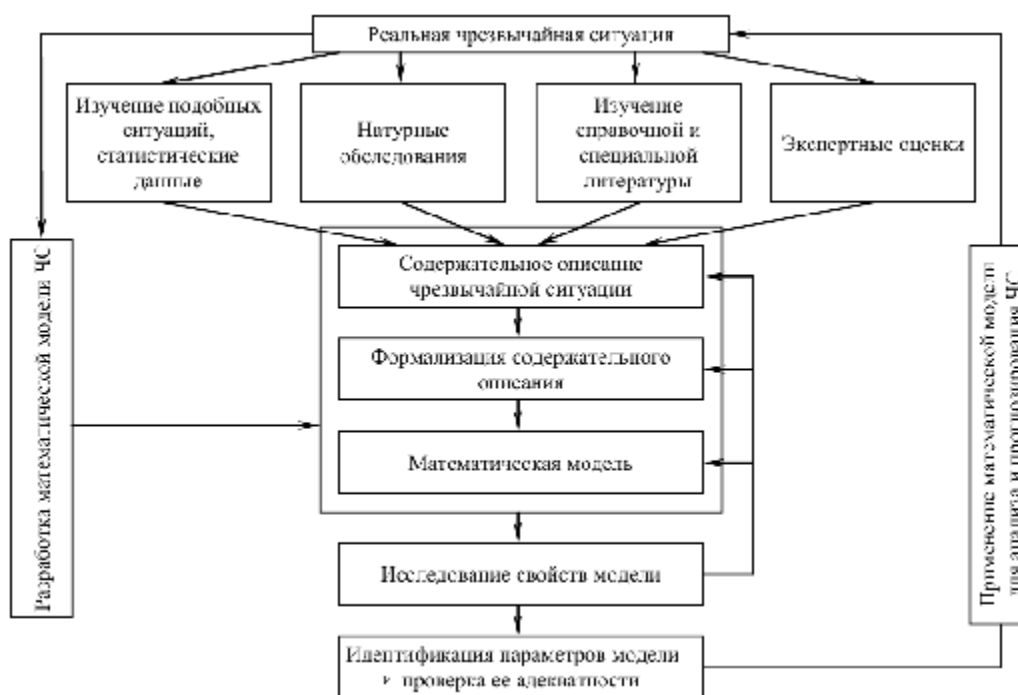 Реальная чрезвычайная ситуация
Изучение подобных
ситуаций,
статистические
данные
Натурные
обследования
Изучение
справочной и
специальной
литературы
Экспертные оценки
Разработка математической модели ЧС
Содержательное описание
чрезвычайной ситуации
Формализация содержательного
описания
Математическая модель
Исследование свойств модели
Идентификация параметров модели
и проверка ее адекватности
Применение математической модели
для анализа и прогнозирования ЧС